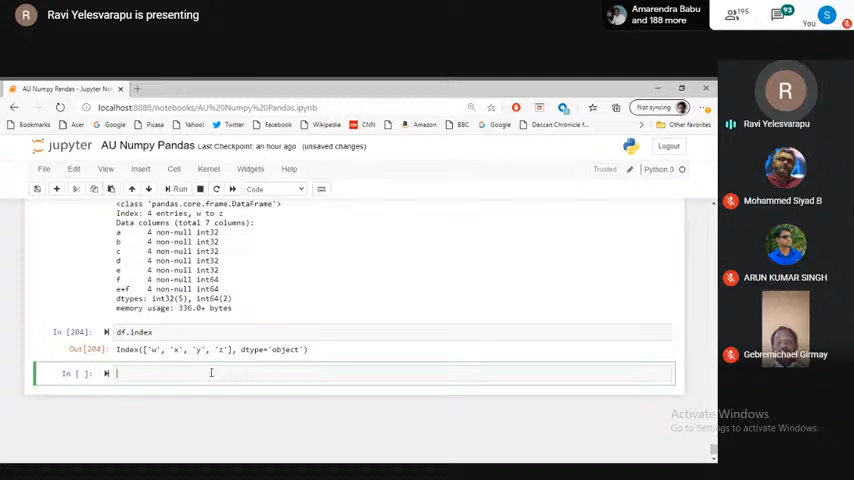 R
Ravi Yelesvarapu is presenting
Amarendra Babu
and 188 more
195
93
You
S
AU Numpy Pandas - Jupyter Not
localhost:8888/notebooks/AU%20Numpy%20Pandas.ipynb
Not syncing
Bookmarks
Acer
Google
Picasa
Yahoo!
Twitter
Facebook
Wikipedia
CNN
Amazon
BBC
Google
Deccan Chronicle f...
Other favorites
jupyter
AU Numpy Pandas Last Checkpoint: an hour ago (unsaved changes)
Logout
File
Edit
View
Insert
Cell
Kernel
Widgets
Help
Trusted
Python 3
Run
Code
<class 'pandas.core.frame.DataFrame'>
Index: 4 entries, w to z
Data columns (total 7 columns):
a 4 non-null int32
b 4 non-null int32
c 4 non-null int32
d 4 non-null int32
e 4 non-null int32
f 4 non-null int64
e+f 4 non-null int64
dtypes: int32(5), int64(2)
memory usage: 336.0+ bytes
In [204]: df.index
Out[204]: Index(['w', 'x', 'y', 'z'], dtype='object')
In [ ]:
Activate Windows
Go to Settings to activate Windows.
R
Ravi Yelesvarapu
Mohammed Siyad B
ARUN KUMAR SINGH
Gebremichael Girmay